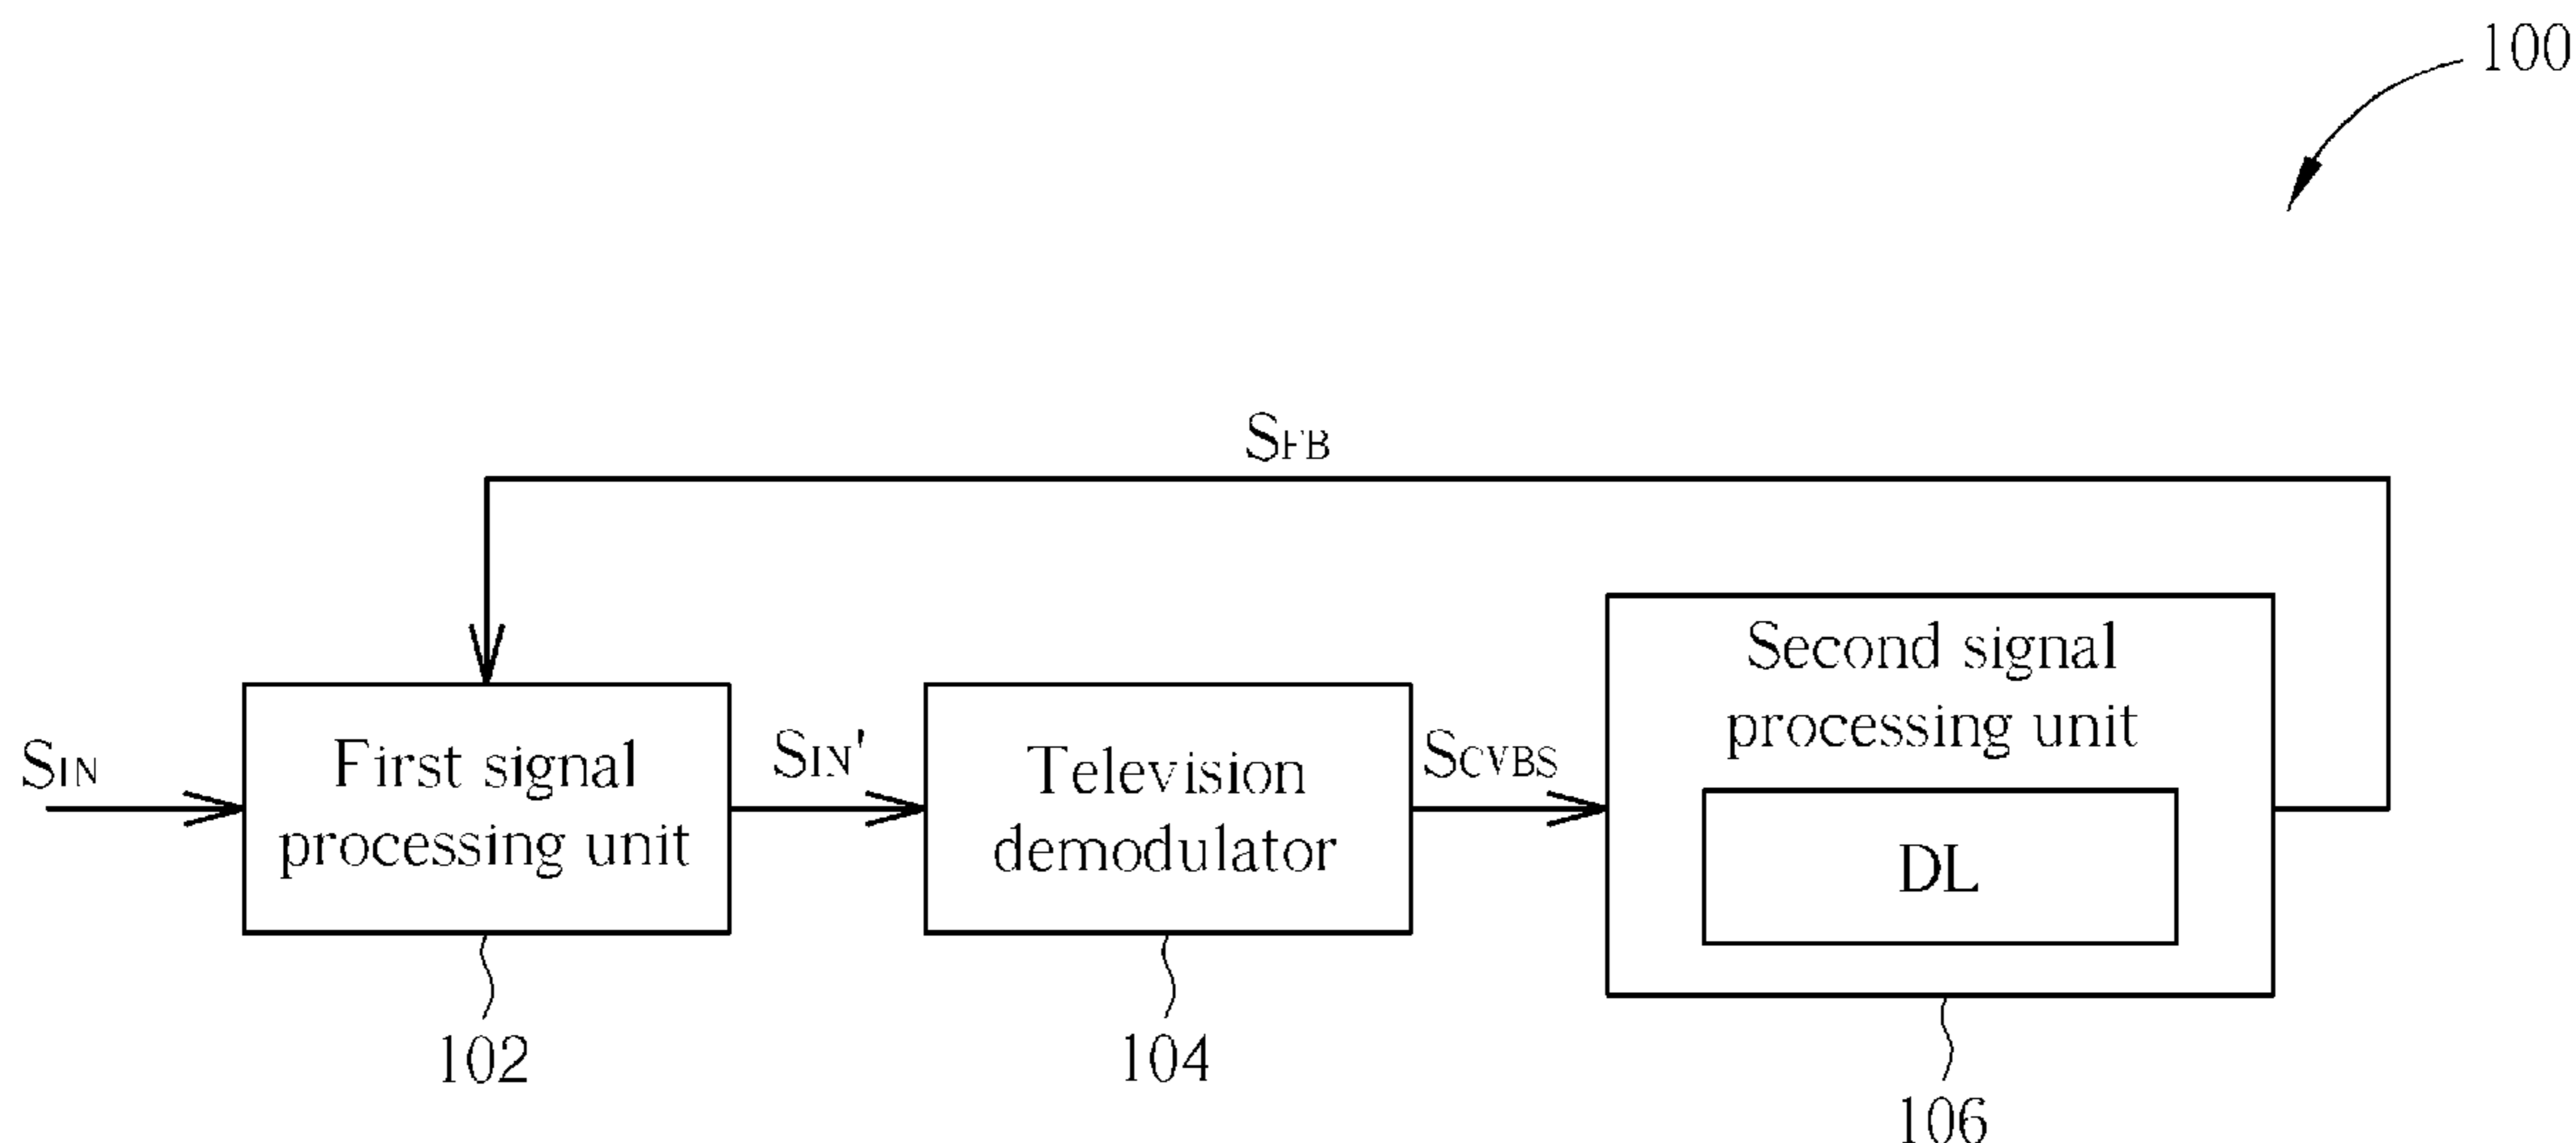 100
SFB
SIN
First signal
processing unit
SIN'
Television
demodulator
SCVBS
Second signal
processing unit
DL
102
104
106